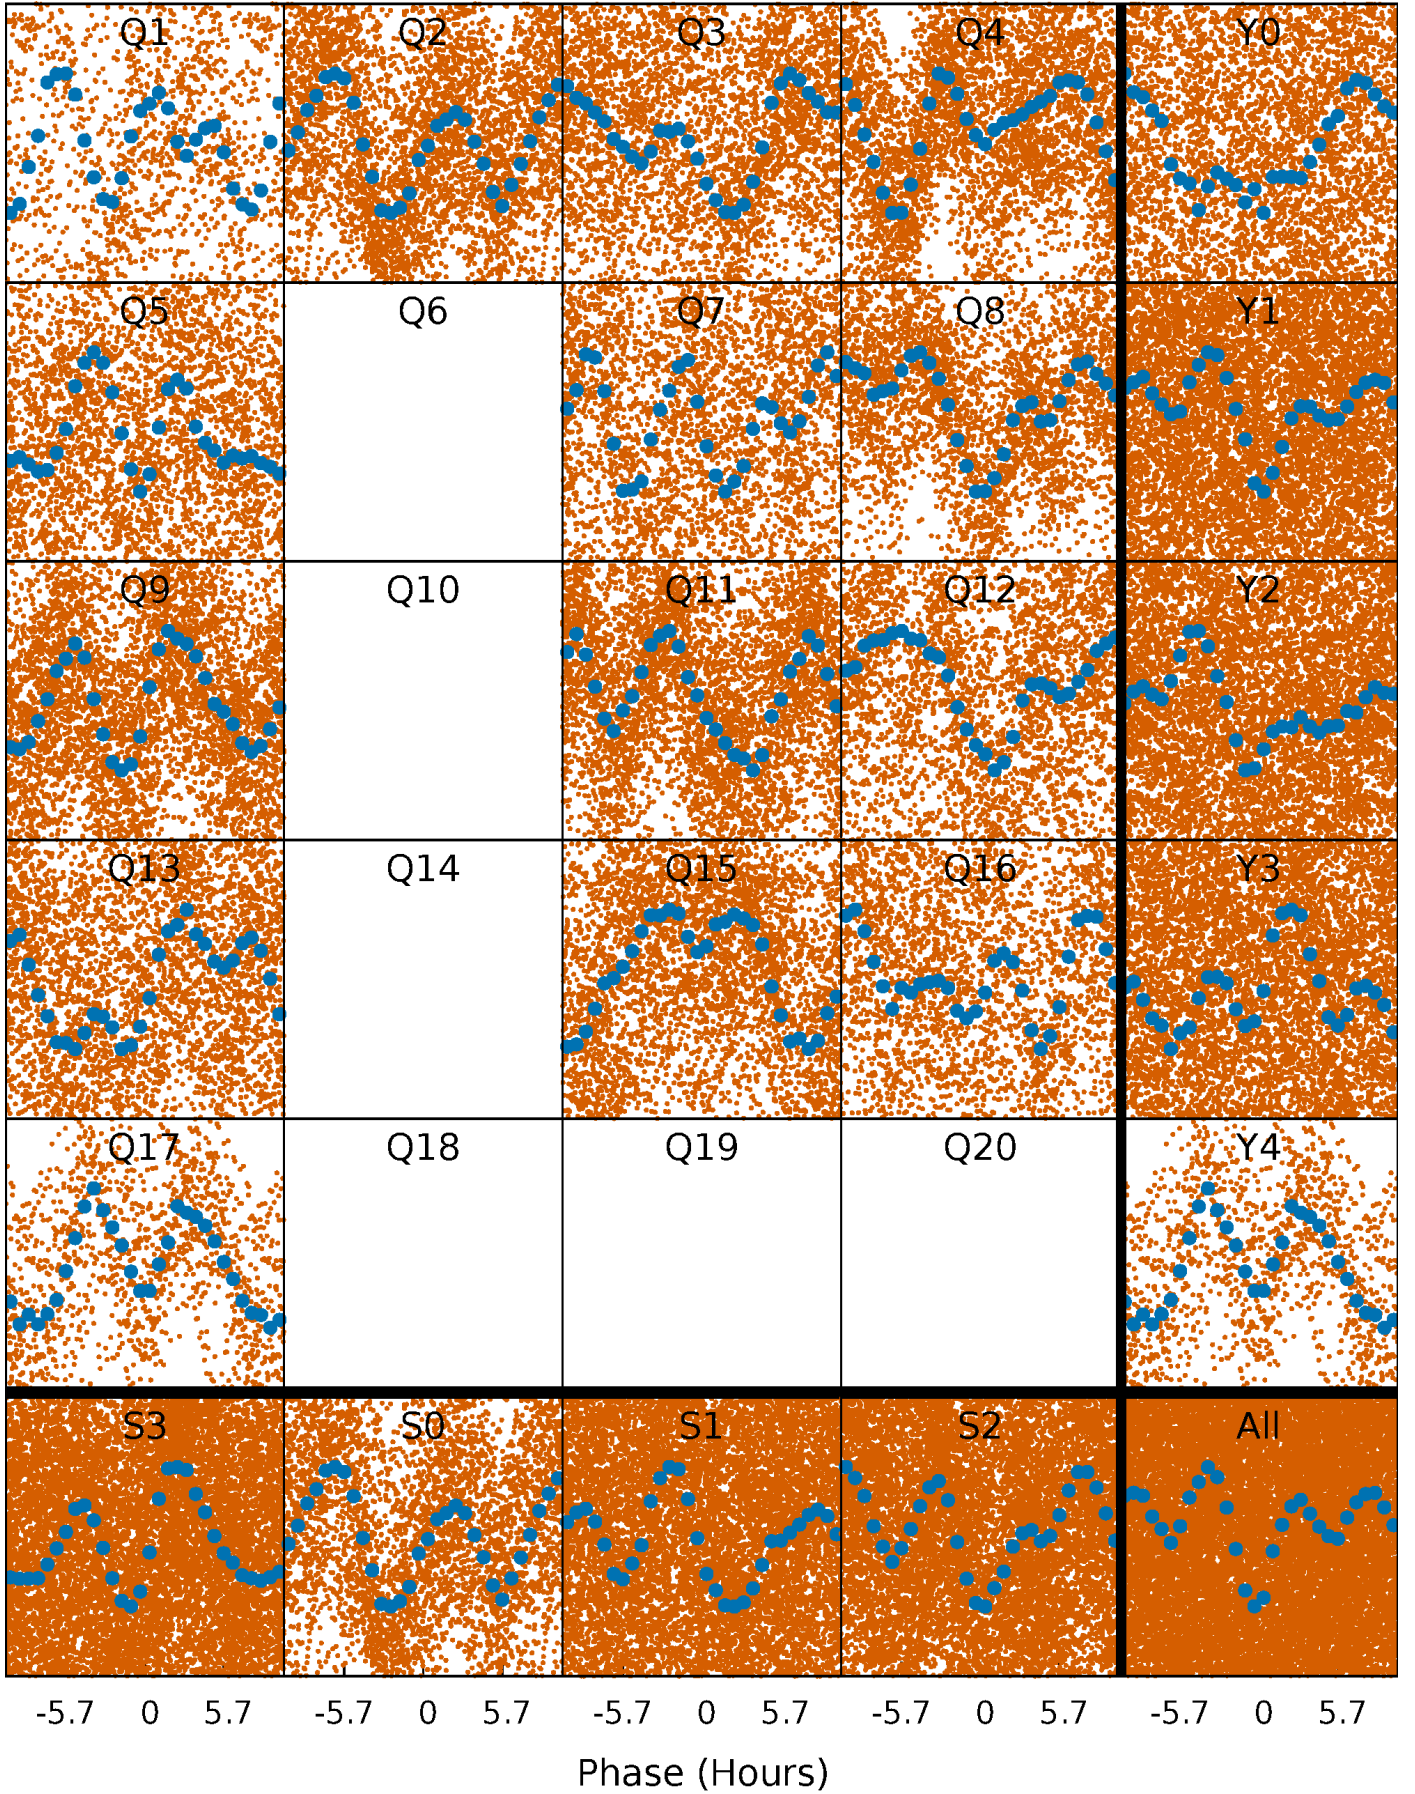 Q1 Q2 Q3 Q4 Y0
Q5 Q6 Q7 Q8 Y1
Q9 Q10 Q11 Q12 Y2
Q13 Q14 Q15 Q16 Y3
Q17 Q18 Q19 Q20 Y4
S3 S0 S1 S2 All
-5.7 0 5.7 -5.7 0 5.7 -5.7 0 5.7 -5.7 0 5.7 -5.7 0 5.7
Phase (Hours)